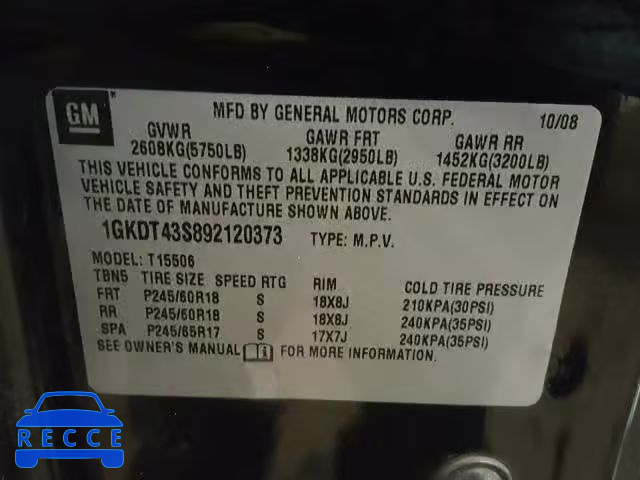 GM
MFD BY GENERAL MOTORS CORP. 10/08
GVWR GAWR FRT GAWR RR
2608KG(5750LB) 1338KG(2950LB) 1452KG(3200LB)
THIS VEHICLE CONFORMS TO ALL APPLICABLE U.S. FEDERAL MOTOR
VEHICLE SAFETY AND THEFT PREVENTION STANDARDS IN EFFECT ON
THE DATE OF MANUFACTURE SHOWN ABOVE.
1GKDT43S892120373 TYPE: M.P.V.
MODEL: T15506
TBN5 TIRE SIZE SPEED RTG RIM COLD TIRE PRESSURE
FRT P245/60R18 S 18X8J 210KPA(30PSI)
RR P245/60R18 S 18X8J 240KPA(35PSI)
SPA P245/65R17 S 17X7J 240KPA(35PSI)
SEE OWNER'S MANUAL FOR MORE INFORMATION.
RECCE